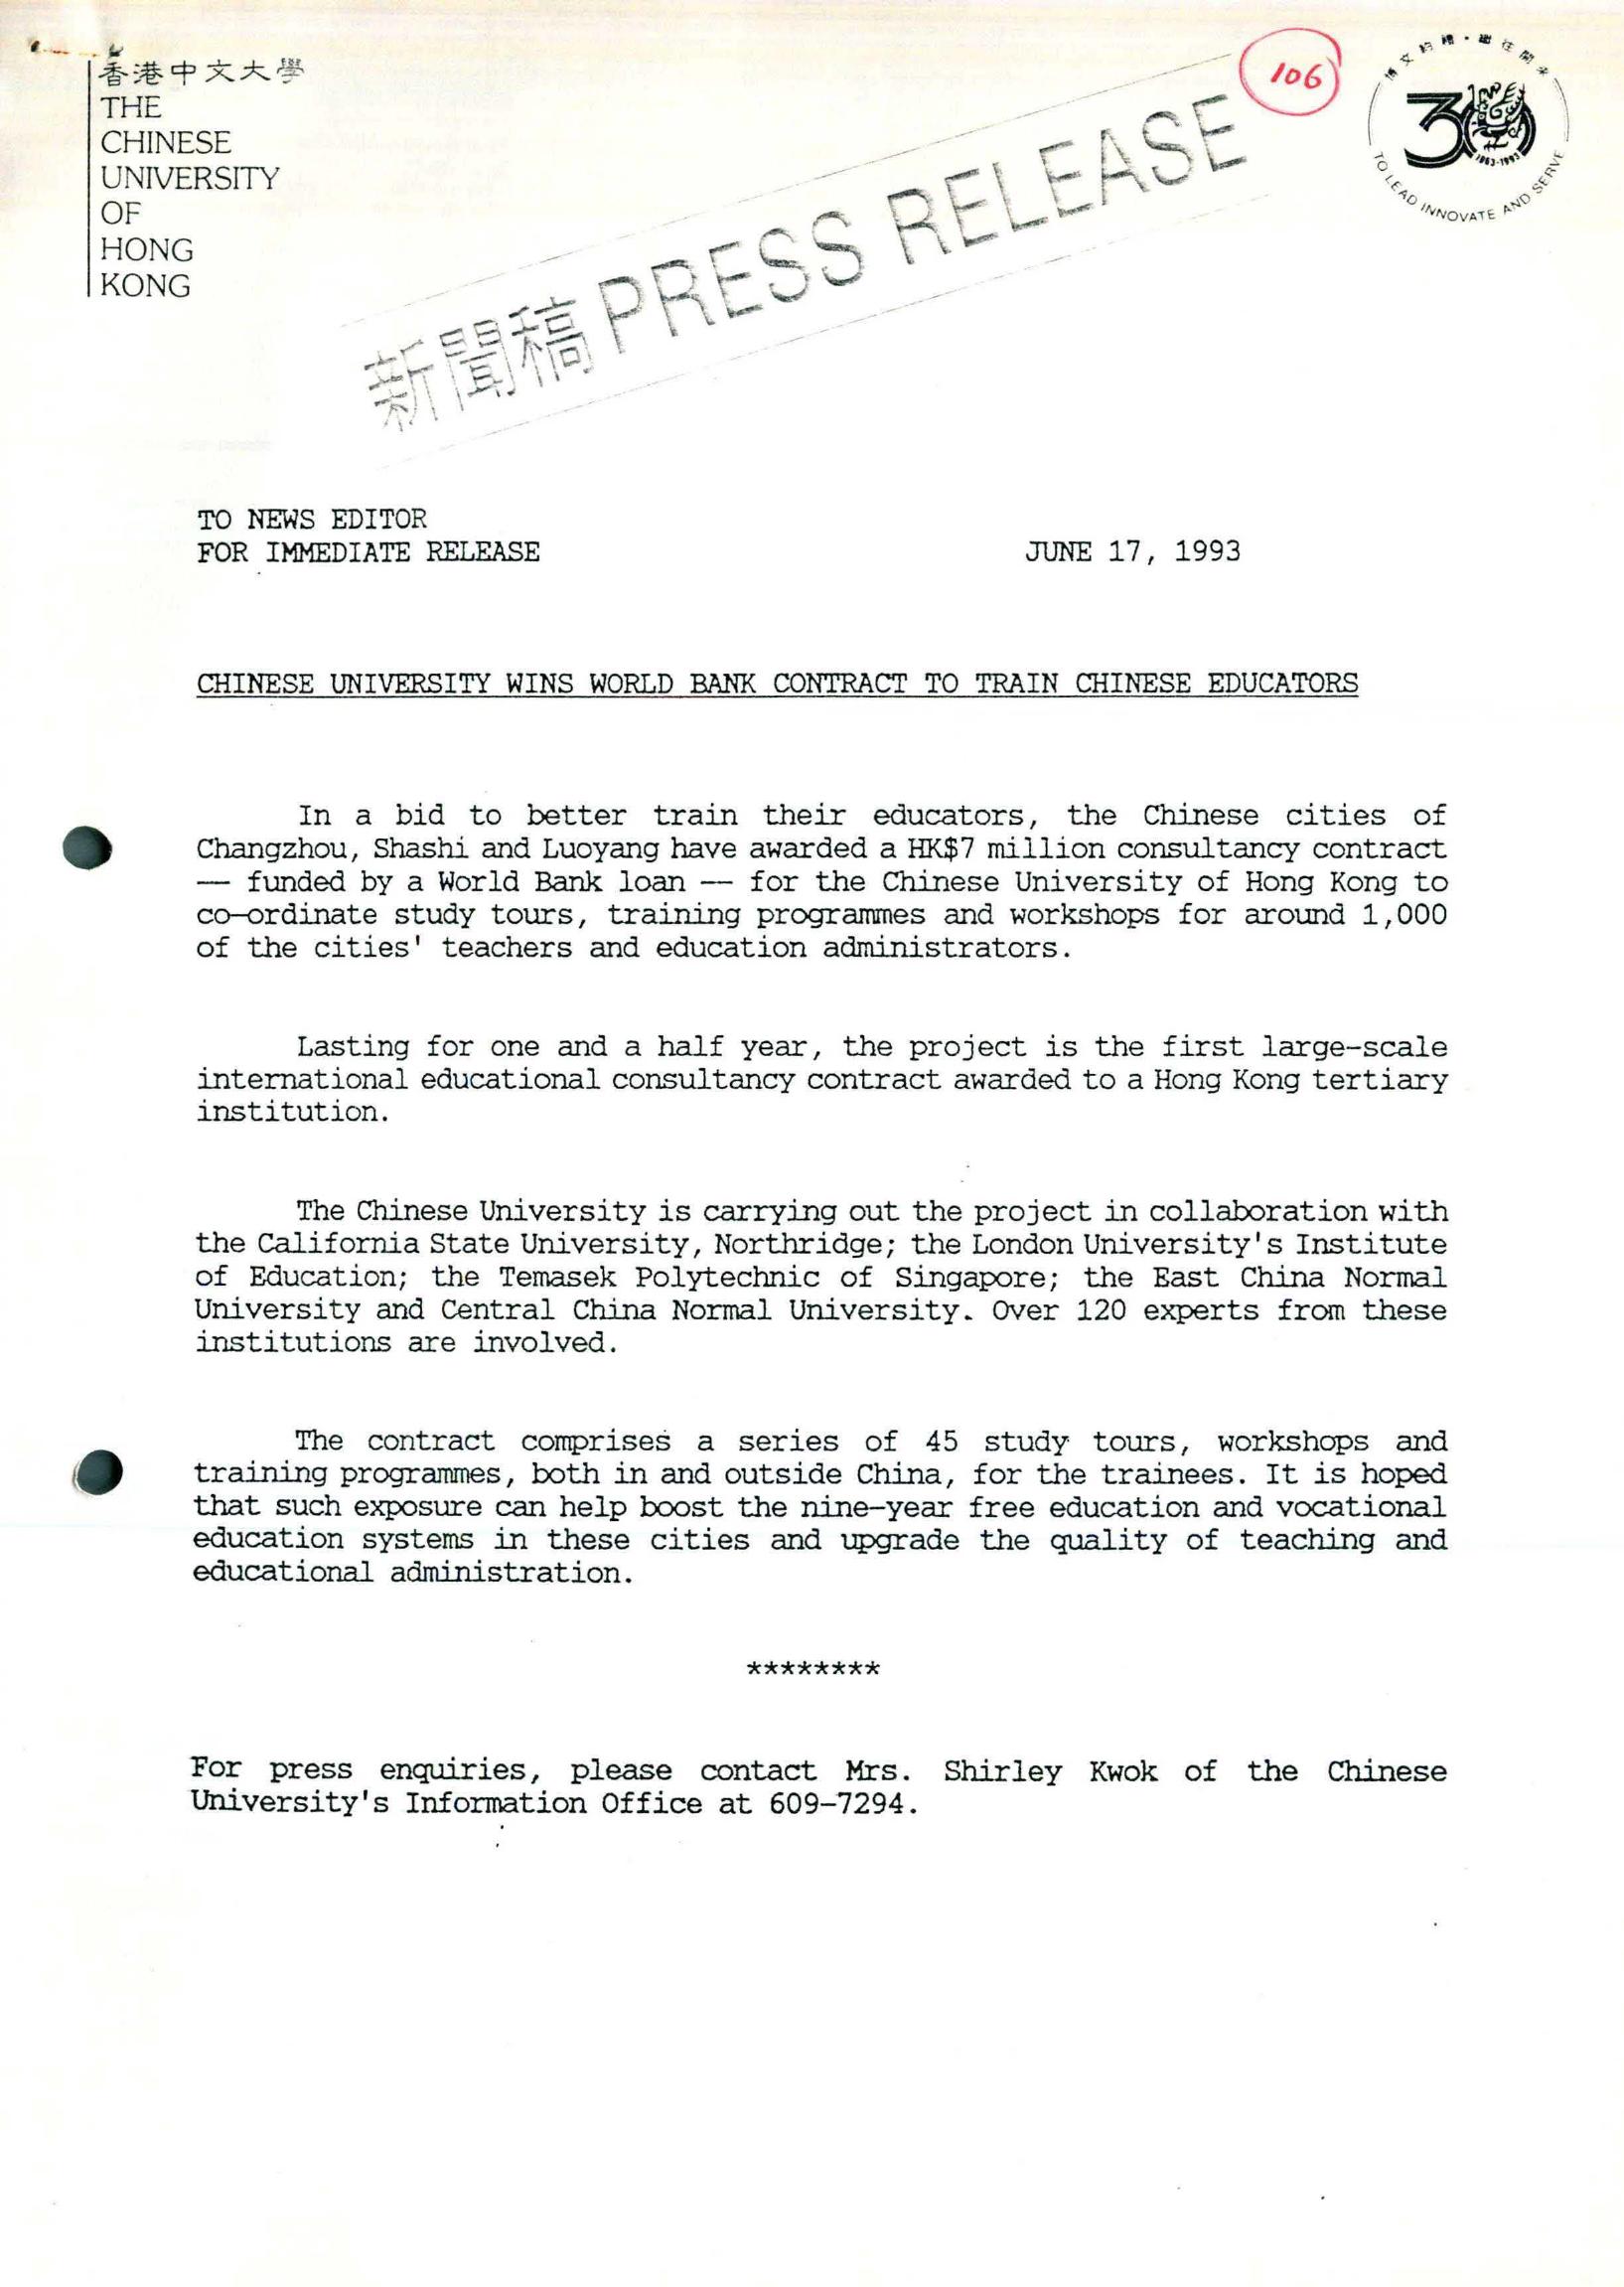 香港中文大學
THE
CHINESE
UNIVERSITY
OF
HONG
KONG
新聞稿 PRESS RELEASE
106
博文約禮・繼往開來
30
1963-1993
TO LEAD INNOVATE AND SERVE
TO NEWS EDITOR
FOR IMMEDIATE RELEASE JUNE 17, 1993
CHINESE UNIVERSITY WINS WORLD BANK CONTRACT TO TRAIN CHINESE EDUCATORS
In a bid to better train their educators, the Chinese cities of
Changzhou, Shashi and Luoyang have awarded a HK$7 million consultancy contract
— funded by a World Bank loan — for the Chinese University of Hong Kong to
co-ordinate study tours, training programmes and workshops for around 1,000
of the cities' teachers and education administrators.
Lasting for one and a half year, the project is the first large-scale
international educational consultancy contract awarded to a Hong Kong tertiary
institution.
The Chinese University is carrying out the project in collaboration with
the California State University, Northridge; the London University's Institute
of Education; the Temasek Polytechnic of Singapore; the East China Normal
University and Central China Normal University. Over 120 experts from these
institutions are involved.
The contract comprises a series of 45 study tours, workshops and
training programmes, both in and outside China, for the trainees. It is hoped
that such exposure can help boost the nine-year free education and vocational
education systems in these cities and upgrade the quality of teaching and
educational administration.
********
For press enquiries, please contact Mrs. Shirley Kwok of the Chinese
University's Information Office at 609-7294.